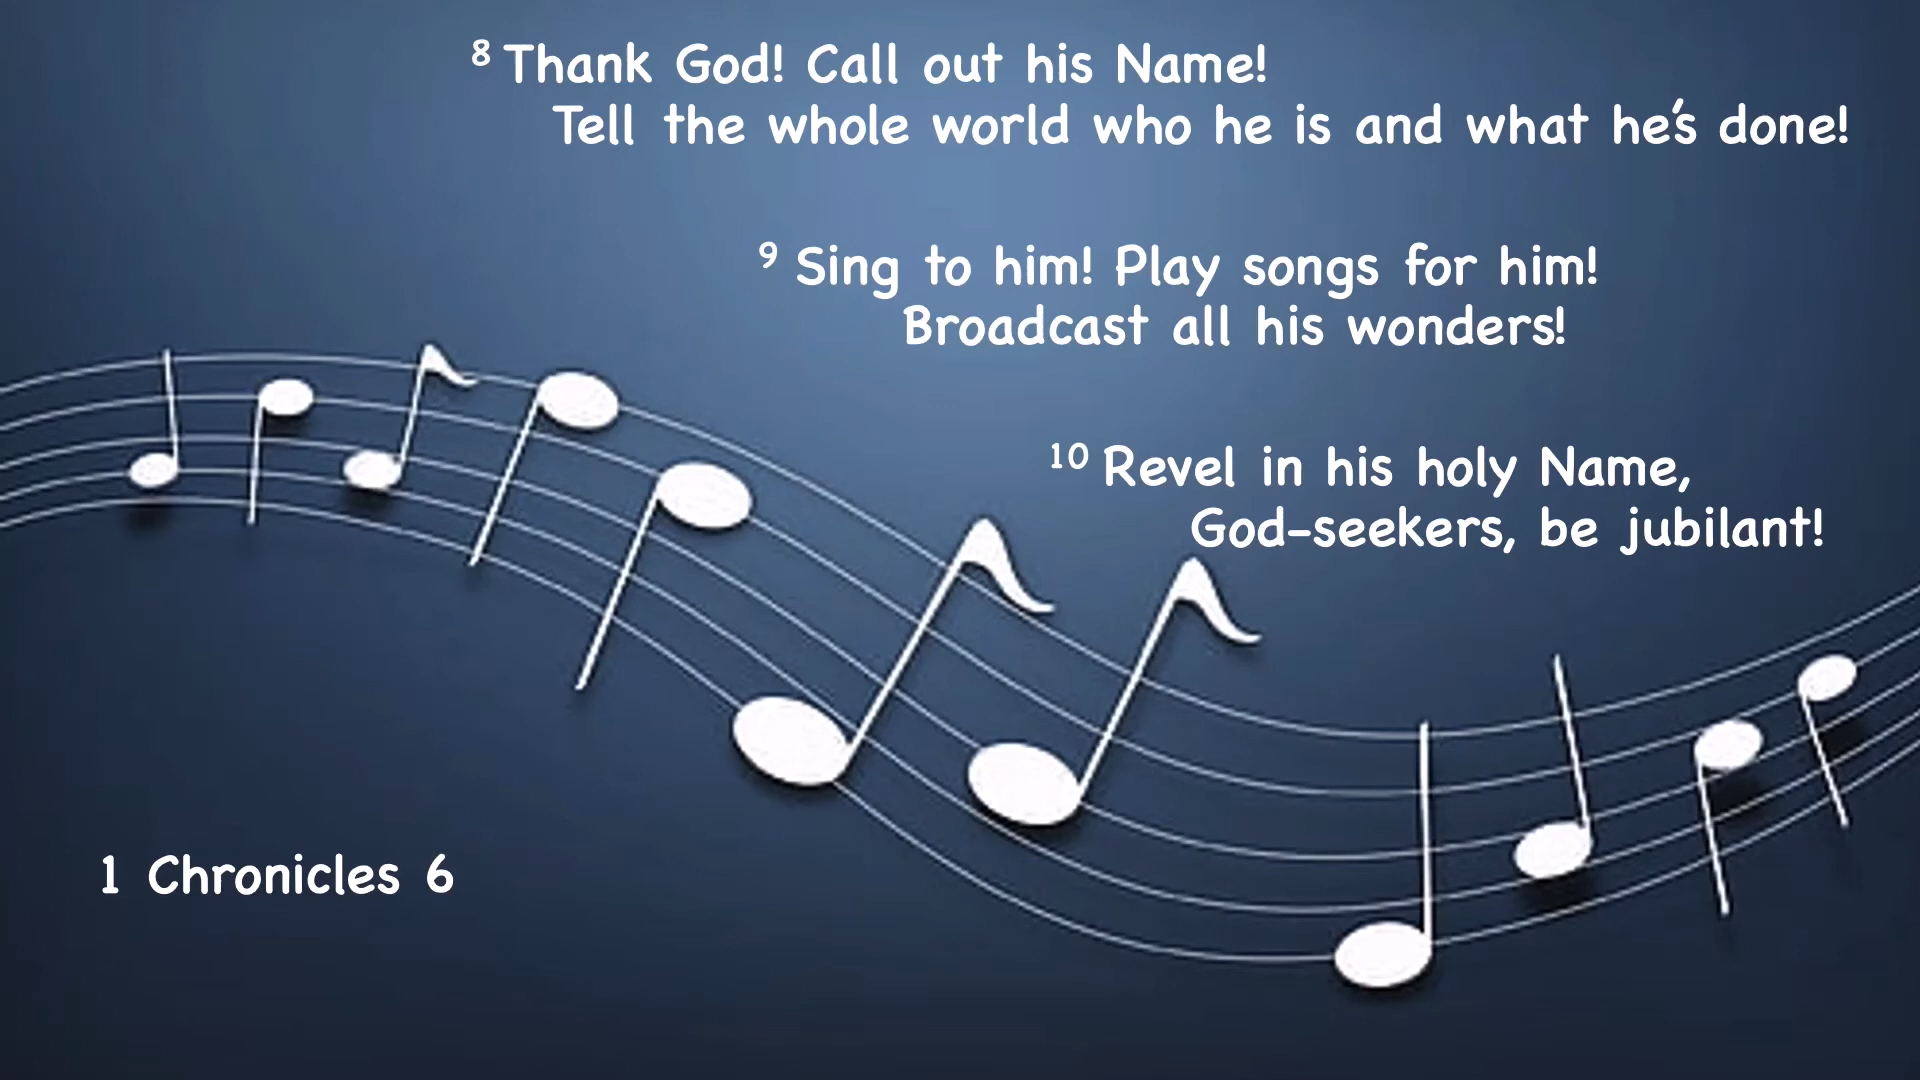 8 Thank God! Call out his Name!
Tell the whole world who he is and what he's done!
9 Sing to him! Play songs for him!
Broadcast all his wonders!
10 Revel in his holy Name,
God-seekers, be jubilant!
1 Chronicles 6